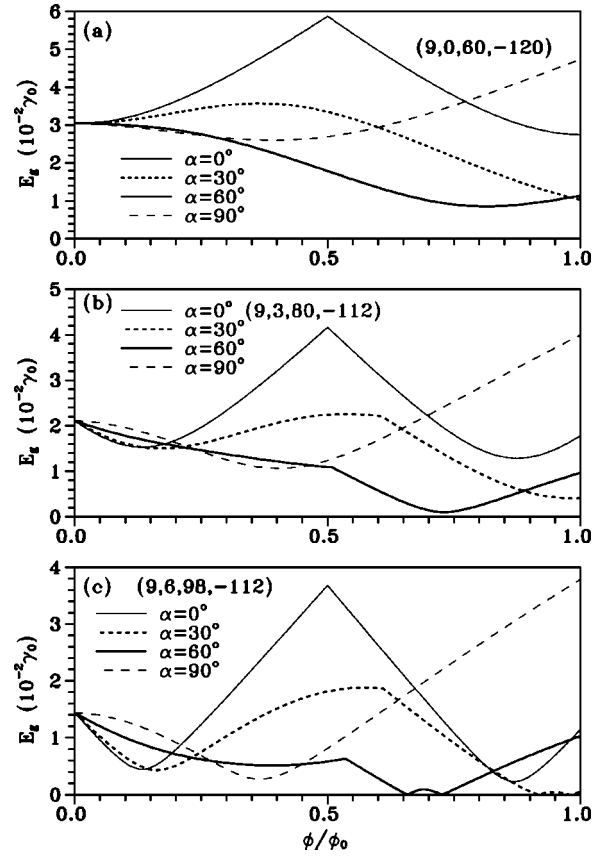 6
(a)
(9,0,60,-120)
5
4
3
2
1
0
E_g (10⁻²γ₀)
α=0°
α=30°
α=60°
α=90°
0.0
0.5
1.0
5
(b)
α=0° (9,3,80,-112)
α=30°
α=60°
α=90°
4
3
2
1
0
E_g (10⁻²γ₀)
0.0
0.5
1.0
4
(c)
(9,6,98,-112)
α=0°
α=30°
α=60°
α=90°
3
2
1
0
E_g (10⁻²γ₀)
0.0
0.5
1.0
ϕ/ϕ₀